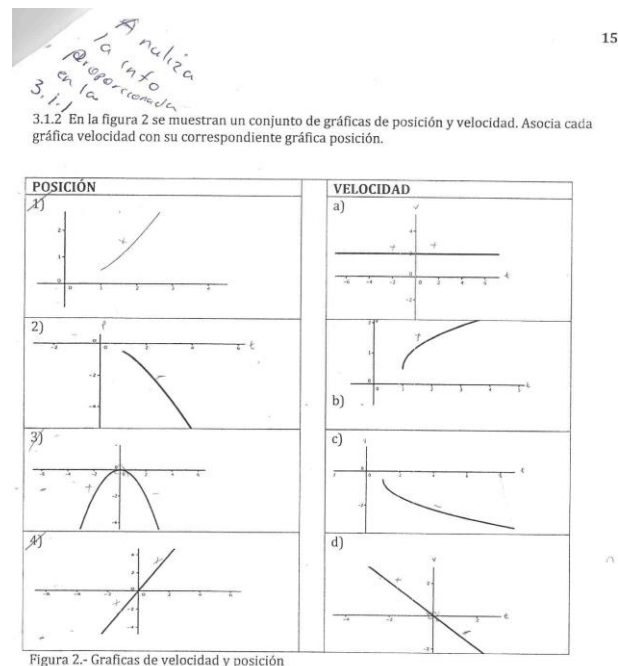 15
Analiza
la info
proporcionada
en la
3.1.1
3.1.2 En la figura 2 se muestran un conjunto de gráficas de posición y velocidad. Asocia cada
gráfica velocidad con su correspondiente gráfica posición.
POSICIÓN
VELOCIDAD
1)
a)
2)
b)
3)
c)
4)
d)
Figura 2.- Graficas de velocidad y posición